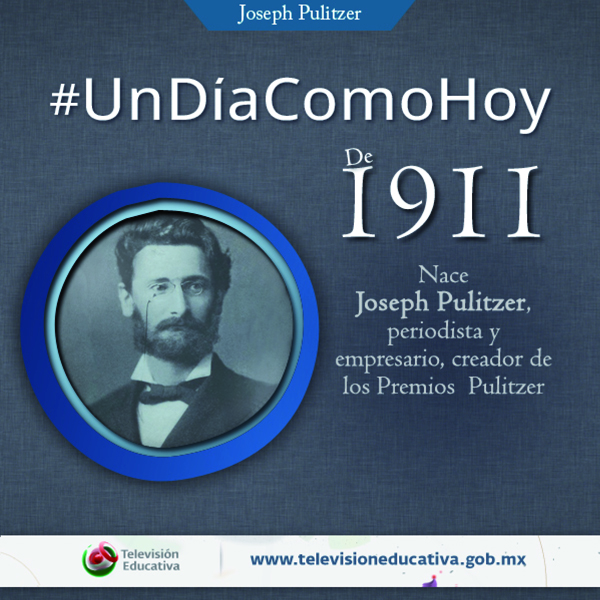 Joseph Pulitzer
#UnDíaComoHoy
De
1911
Nace
Joseph Pulitzer,
periodista y
empresario, creador de
los Premios Pulitzer
Televisión
Educativa
www.televisioneducativa.gob.mx